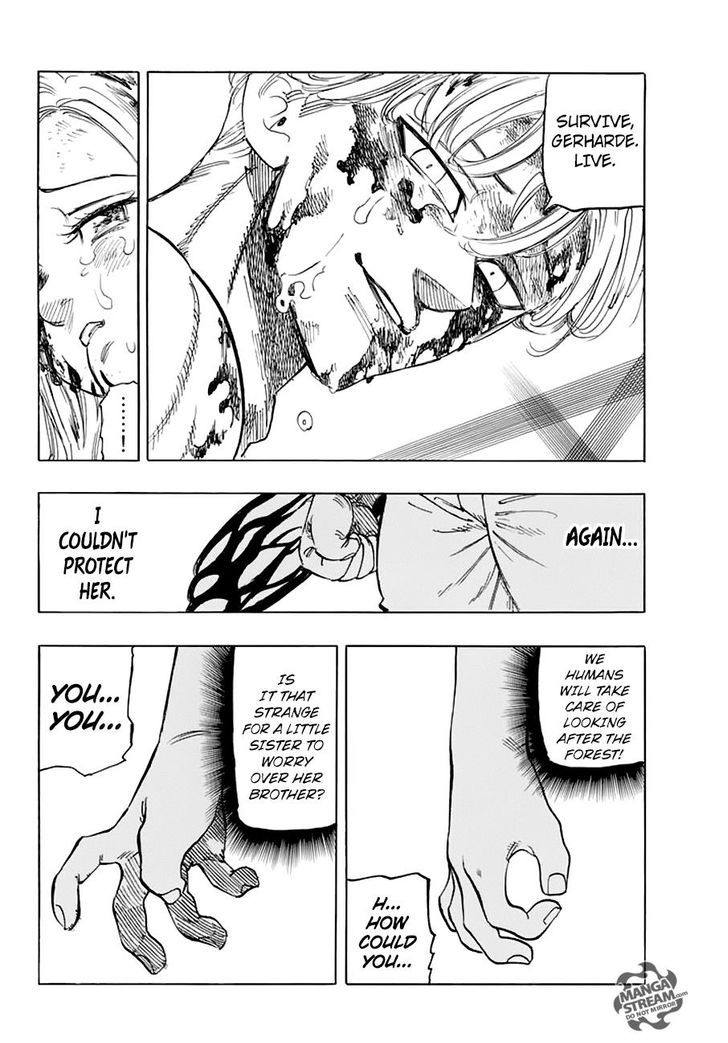 SURVIVE,
GERHARDE.
LIVE.
.......!
AGAIN...
I
COULDN'T
PROTECT
HER.
WE
HUMANS
WILL TAKE
CARE OF
LOOKING
AFTER THE
FOREST!
H...
HOW
COULD
YOU...
IS
IT THAT
STRANGE
FOR A LITTLE
SISTER TO
WORRY
OVER HER
BROTHER?
YOU...
YOU...
MANGA
STREAM.com
DO NOT MIRROR